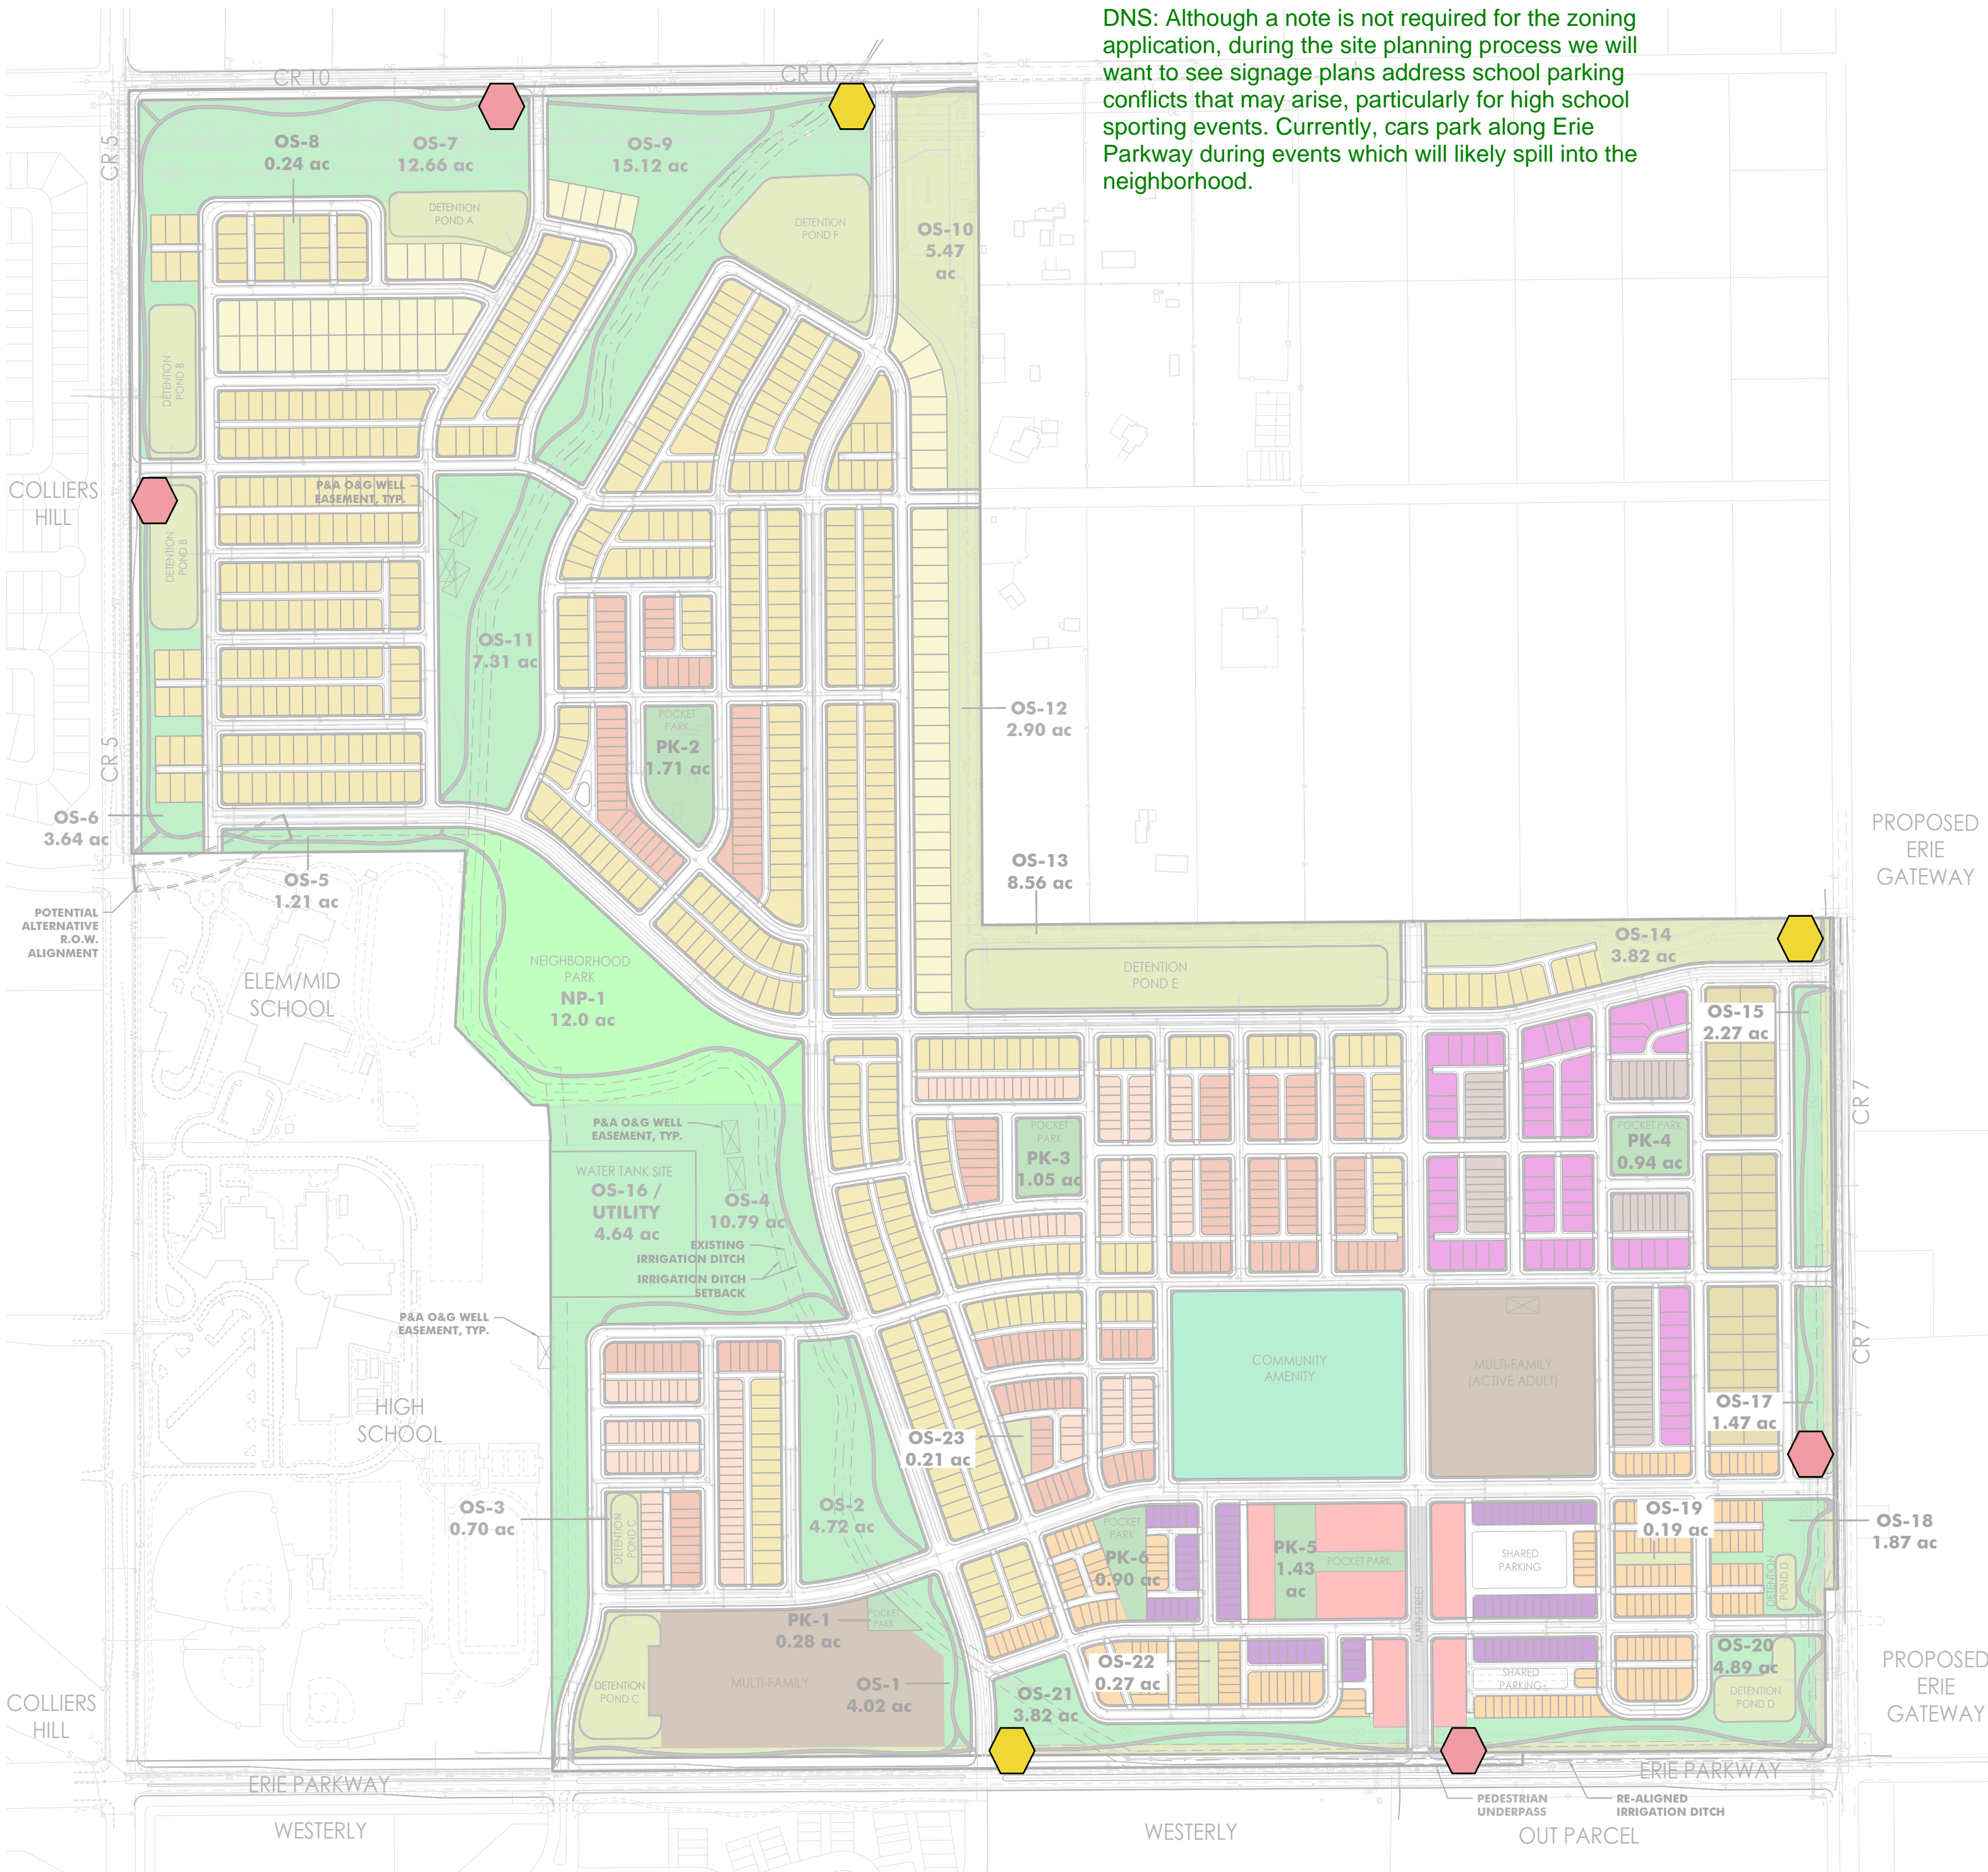 DNS: Although a note is not required for the zoning
application, during the site planning process we will
want to see signage plans address school parking
conflicts that may arise, particularly for high school
sporting events. Currently, cars park along Erie
Parkway during events which will likely spill into the
neighborhood.
CR 10
CR 10
CR 5
OS-8
0.24 ac
OS-7
12.66 ac
OS-9
15.12 ac
DETENTION
POND A
DETENTION
POND F
OS-10
5.47
ac
DETENTION
POND B
COLLIERS
HILL
P&A O&G WELL
EASEMENT, TYP.
DETENTION
POND B
OS-11
7.31 ac
OS-12
2.90 ac
POCKET
PARK
PK-2
1.71 ac
CR 5
OS-6
3.64 ac
OS-5
1.21 ac
POTENTIAL
ALTERNATIVE
R.O.W.
ALIGNMENT
OS-13
8.56 ac
PROPOSED
ERIE
GATEWAY
ELEM/MID
SCHOOL
NEIGHBORHOOD
PARK
NP-1
12.0 ac
DETENTION
POND E
OS-14
3.82 ac
OS-15
2.27 ac
CR 7
P&A O&G WELL
EASEMENT, TYP.
POCKET
PARK
PK-3
1.05 ac
POCKET PARK
PK-4
0.94 ac
WATER TANK SITE
OS-16 /
UTILITY
4.64 ac
OS-4
10.79 ac
EXISTING
IRRIGATION DITCH
IRRIGATION DITCH
SETBACK
P&A O&G WELL
EASEMENT, TYP.
CR 7
COMMUNITY
AMENITY
MULTI-FAMILY
(ACTIVE ADULT)
HIGH
SCHOOL
OS-17
1.47 ac
OS-23
0.21 ac
OS-3
0.70 ac
DETENTION
POND C
OS-2
4.72 ac
POCKET
PARK
PK-6
0.90 ac
PK-5
1.43
ac
POCKET PARK
MAIN STREET
SHARED
PARKING
OS-19
0.19 ac
OS-18
1.87 ac
DETENTION
POND D
PK-1
0.28 ac
POCKET
PARK
DETENTION
POND C
MULTI-FAMILY
OS-1
4.02 ac
OS-21
3.82 ac
OS-22
0.27 ac
SHARED
PARKING
OS-20
4.89 ac
DETENTION
POND D
PROPOSED
ERIE
GATEWAY
COLLIERS
HILL
ERIE PARKWAY
ERIE PARKWAY
PEDESTRIAN
UNDERPASS
RE-ALIGNED
IRRIGATION DITCH
WESTERLY
WESTERLY
OUT PARCEL